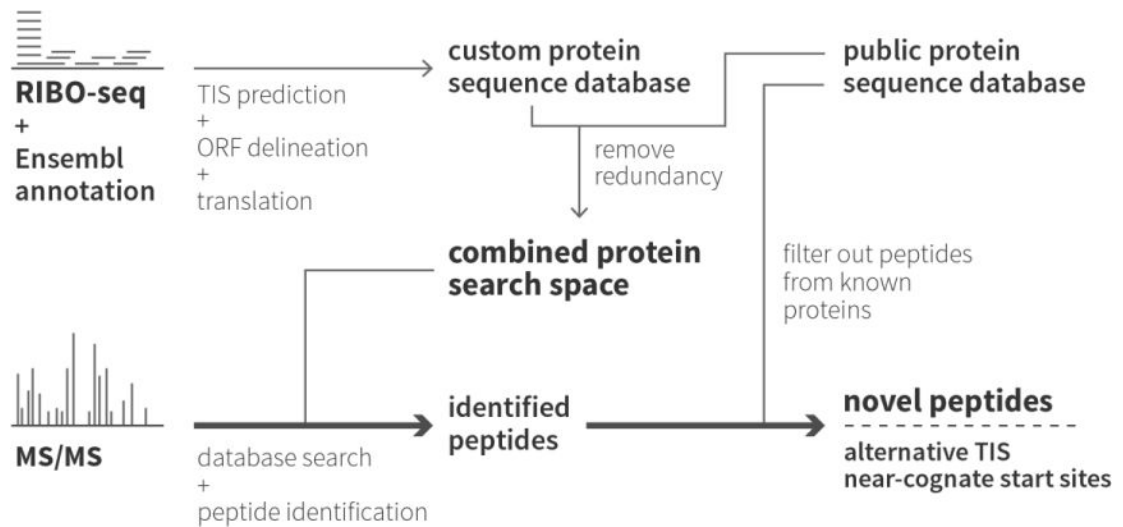 RIBO-seq
+
Ensembl
annotation
TIS prediction
+
ORF delineation
+
translation
custom protein
sequence database
public protein
sequence database
remove
redundancy
combined protein
search space
filter out peptides
from known
proteins
MS/MS
database search
+
peptide identification
identified
peptides
novel peptides
alternative TIS
near-cognate start sites